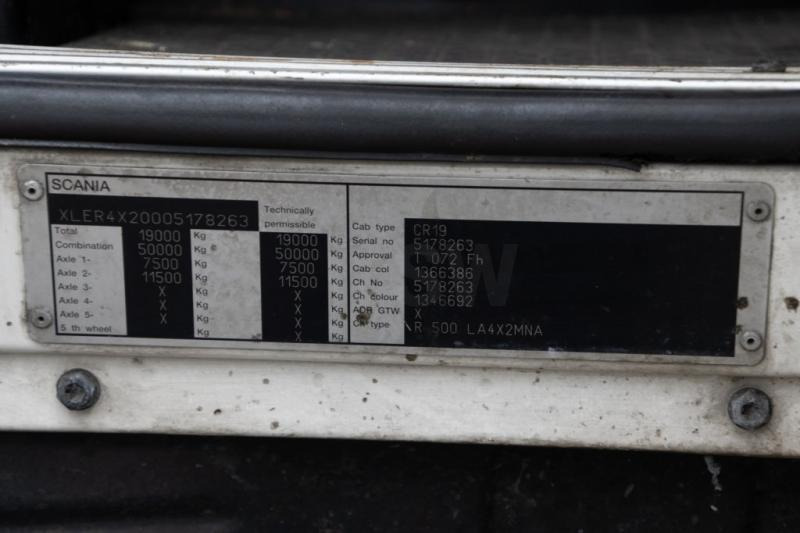 SCANIA
XLER4X20005178263 Technically permissible
Total 19000 Kg 19000 Kg
Combination 50000 Kg 50000 Kg
Axle 1- 7500 Kg 7500 Kg
Axle 2- 11500 Kg 11500 Kg
Axle 3- X Kg X Kg
Axle 4- X Kg X Kg
Axle 5- X Kg X Kg
5 th wheel Kg X Kg
Cab type CR19
Serial no 5178263
Approval J 072 Fh
Cab col 1366386
Ch No 5178263
Ch colour 1346692
ADR GTW X
Ch type R 500 LA4X2MNA